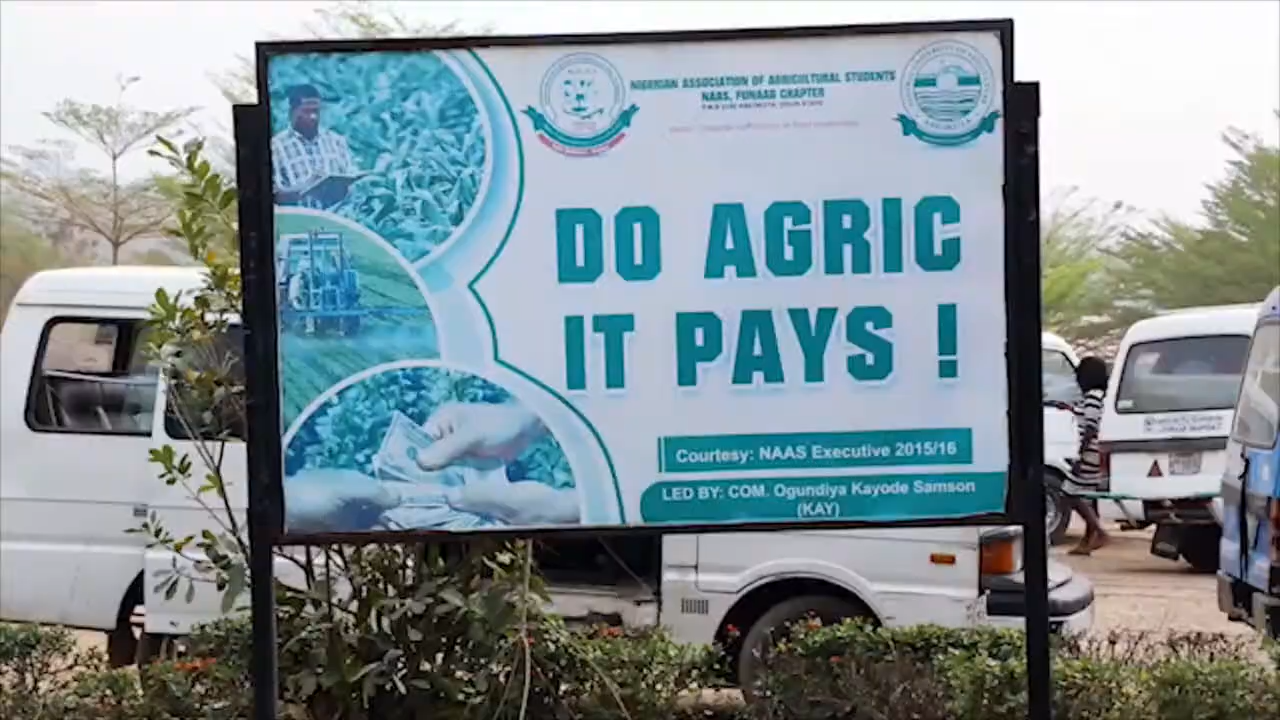 NIGERIAN ASSOCIATION OF AGRICULTURAL STUDENTS
NAAS, FUNAAB CHAPTER
DO AGRIC
IT PAYS !
Courtesy: NAAS Executive 2015/16
LED BY: COM. Ogundiya Kayode Samson
(KAY)